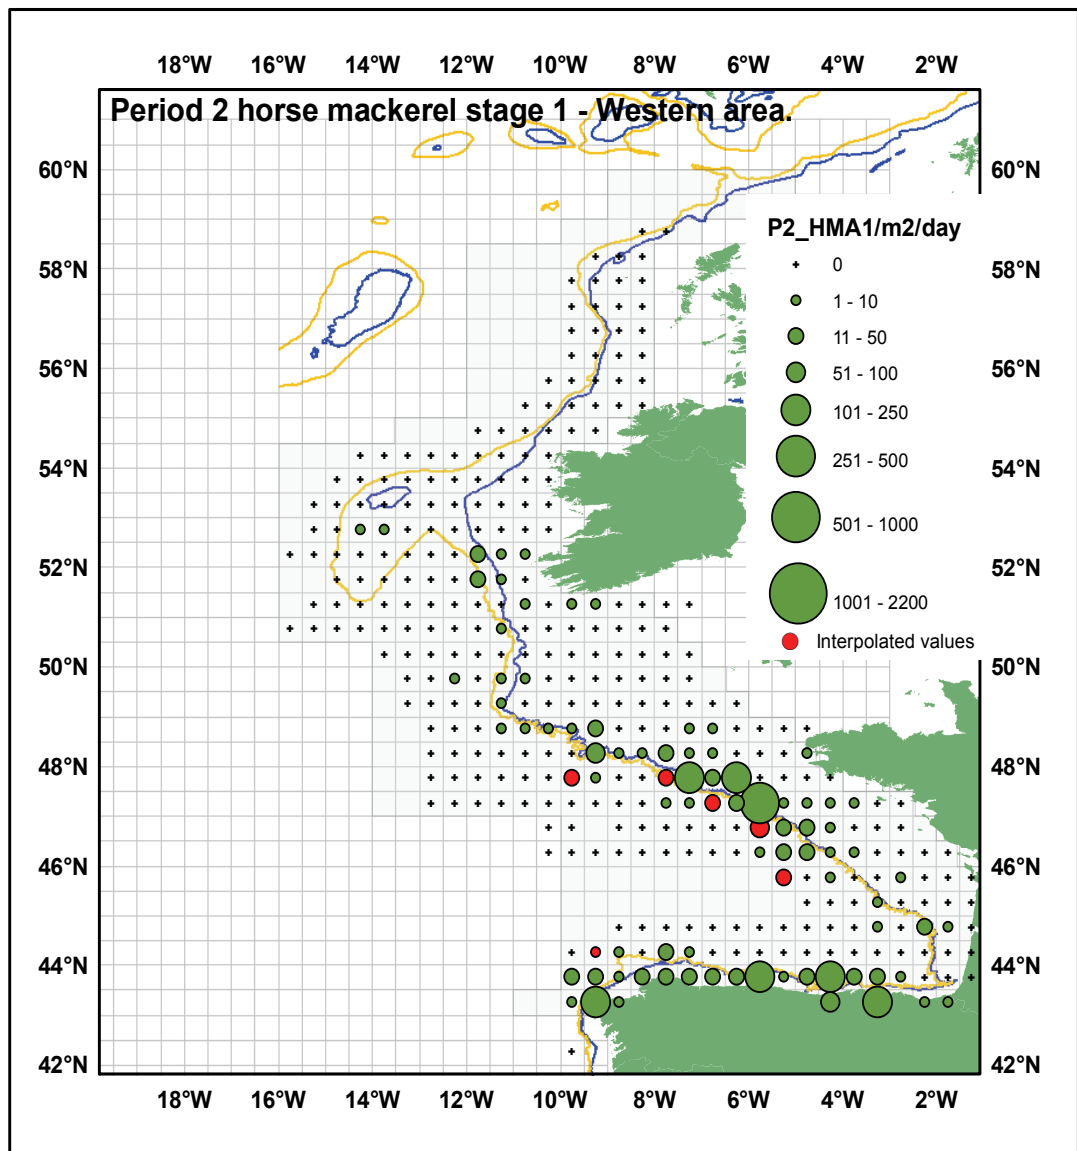 18°W 16°W 14°W 12°W 10°W 8°W 6°W 4°W 2°W
Period 2 horse mackerel stage 1 - Western area.
60°N 60°N
P2_HMA1/m2/day
0
58°N 58°N
1 - 10
11 - 50
56°N 56°N
51 - 100
101 - 250
54°N 54°N
251 - 500
501 - 1000
52°N 52°N
1001 - 2200
Interpolated values
50°N 50°N
48°N 48°N
46°N 46°N
44°N 44°N
42°N 42°N
18°W 16°W 14°W 12°W 10°W 8°W 6°W 4°W 2°W